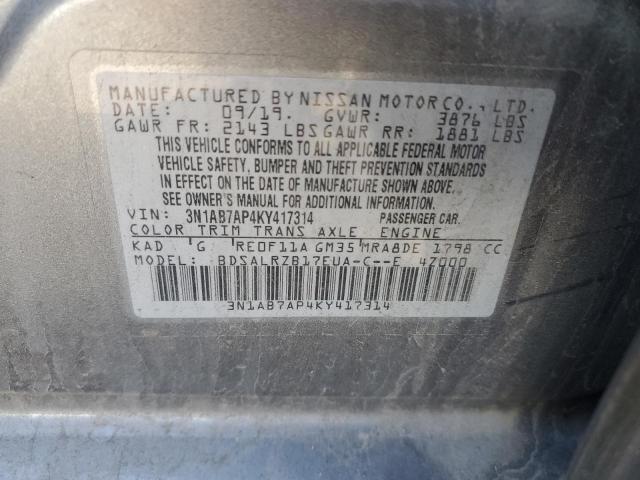 MANUFACTURED BY NISSAN MOTOR CO., LTD.
DATE: 09/19. GVWR: 3876 LBS
GAWR FR: 2143 LBS GAWR RR: 1881 LBS
THIS VEHICLE CONFORMS TO ALL APPLICABLE FEDERAL MOTOR
VEHICLE SAFETY, BUMPER AND THEFT PREVENTION STANDARDS
IN EFFECT ON THE DATE OF MANUFACTURE SHOWN ABOVE.
SEE OWNER'S MANUAL FOR ADDITIONAL INFORMATION.
VIN: 3N1AB7AP4KY417314 PASSENGER CAR.
COLOR TRIM TRANS AXLE ENGINE
KAD G RE0F11A GM35 MRA8DE 1798 CC
MODEL: BDSALRZB17EUA-C--E 4Z000
3N1AB7AP4KY417314